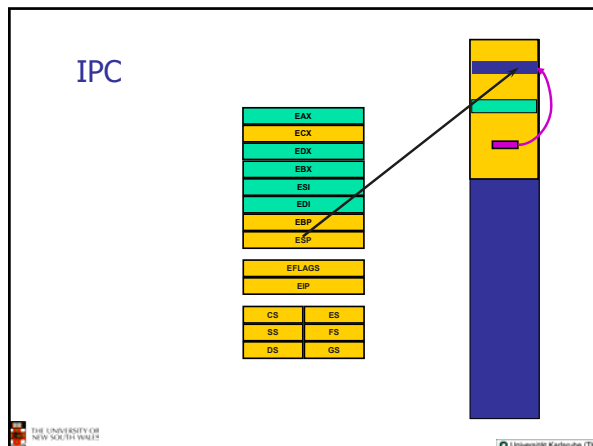 IPC
EAX
ECX
EDX
EBX
ESI
EDI
EBP
ESP
EFLAGS
EIP
CS ES
SS FS
DS GS
THE UNIVERSITY OF
NEW SOUTH WALES
Universität Karlsruhe (T